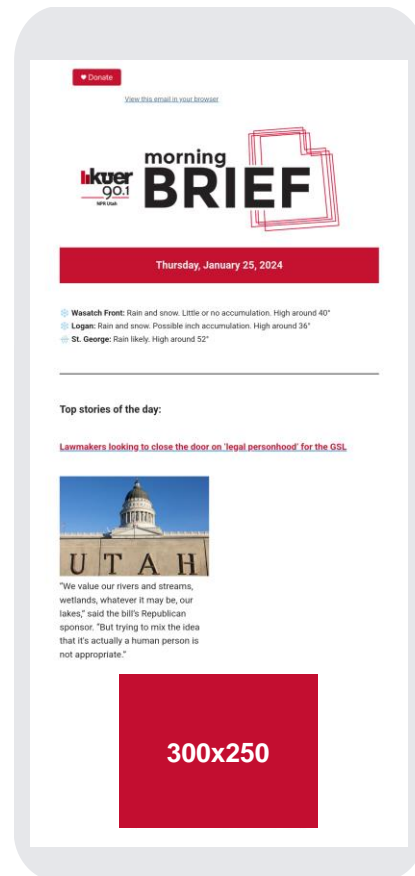 Donate
View this email in your browser
morning
kuer
90.1
NPR Utah
BRIEF
Thursday, January 25, 2024
Wasatch Front: Rain and snow. Little or no accumulation. High around 40°
Logan: Rain and snow. Possible inch accumulation. High around 36°
St. George: Rain likely. High around 52°
Top stories of the day:
Lawmakers looking to close the door on 'legal personhood' for the GSL
UTAH
"We value our rivers and streams,
wetlands, whatever it may be, our
lakes," said the bill's Republican
sponsor. "But trying to mix the idea
that it's actually a human person is
not appropriate."
300x250